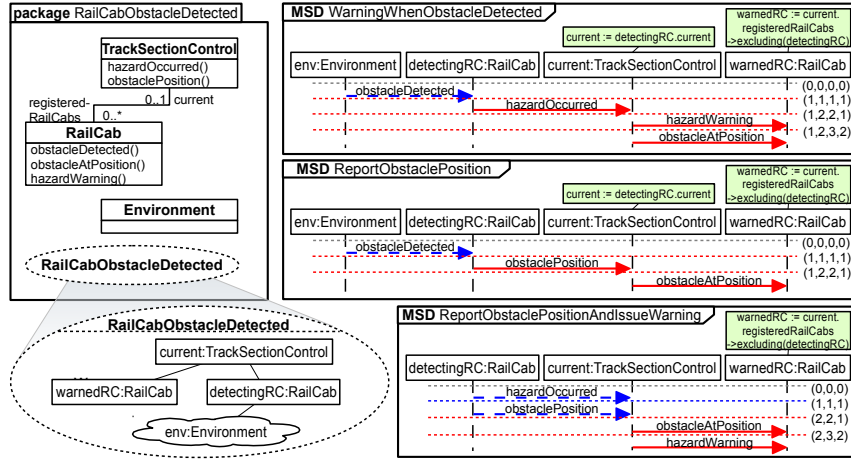 package RailCabObstacleDetected
TrackSectionControl
hazardOccurred()
obstaclePosition()
0..1 current
registered-
RailCabs
0..*
RailCab
obstacleDetected()
obstacleAtPosition()
hazardWarning()
Environment
RailCabObstacleDetected
RailCabObstacleDetected
current:TrackSectionControl
...
warnedRC:RailCab
detectingRC:RailCab
env:Environment
MSD WarningWhenObstacleDetected
current := detectingRC.current
warnedRC := current.
registeredRailCabs
->excluding(detectingRC)
env:Environment
detectingRC:RailCab
current:TrackSectionControl
warnedRC:RailCab
(0,0,0,0)
obstacleDetected
(1,1,1,1)
hazardOccurred
(1,2,2,1)
hazardWarning
(1,2,3,2)
obstacleAtPosition
MSD ReportObstaclePosition
current := detectingRC.current
warnedRC := current.
registeredRailCabs
->excluding(detectingRC)
env:Environment
detectingRC:RailCab
current:TrackSectionControl
warnedRC:RailCab
(0,0,0,0)
obstacleDetected
(1,1,1,1)
obstaclePosition
(1,2,2,1)
obstacleAtPosition
MSD ReportObstaclePositionAndIssueWarning
warnedRC := current.
registeredRailCabs
->excluding(detectingRC)
detectingRC:RailCab
current:TrackSectionControl
warnedRC:RailCab
(0,0,0)
hazardOccurred
(1,1,1)
obstaclePosition
(2,2,1)
obstacleAtPosition
(2,3,2)
hazardWarning